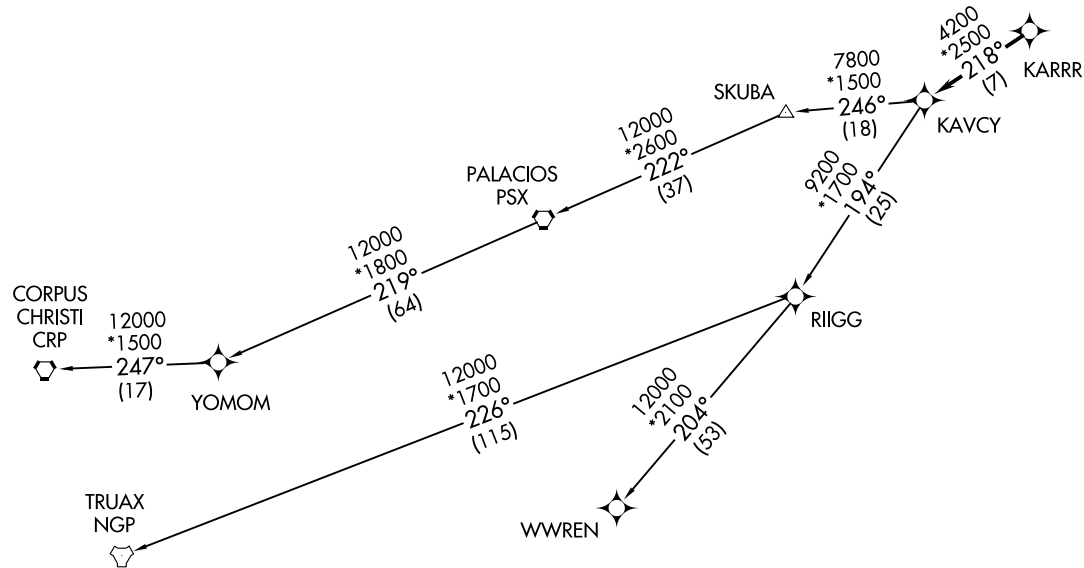 4200
*2500
218°
(7)
KARRR
7800
*1500
246°
(18)
SKUBA
KAVCY
12000
*2600
222°
(37)
PALACIOS
PSX
9200
*1700
194°
(25)
12000
*1800
219°
(64)
RIIGG
CORPUS
CHRISTI
CRP
12000
*1500
247°
(17)
YOMOM
12000
*1700
226°
(115)
12000
*2100
204°
(53)
TRUAX
NGP
WWREN